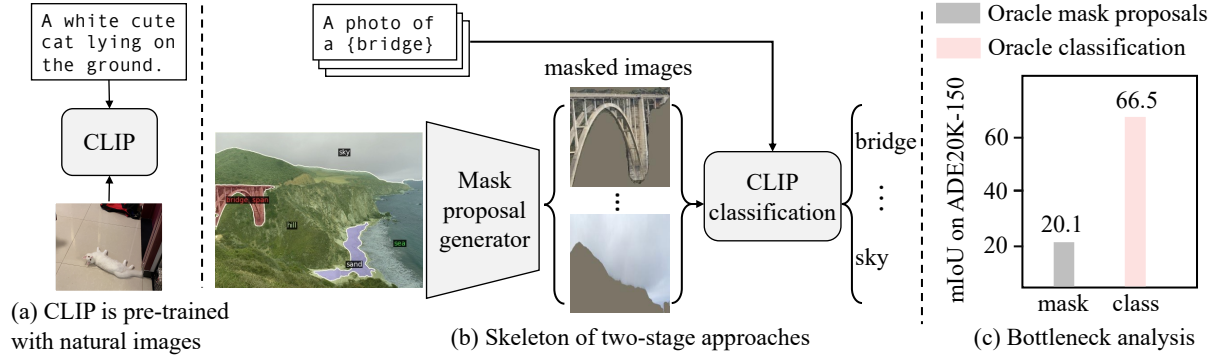 A white cute
cat lying on
the ground.
CLIP
(a) CLIP is pre-trained
with natural images
A photo of
a {bridge}
masked images
sky
bridge, span
hill
sea
sand
Mask
proposal
generator
CLIP
classification
bridge
sky
(b) Skeleton of two-stage approaches
Oracle mask proposals
Oracle classification
mIoU on ADE20K-150
60
40
20
20.1
66.5
mask
class
(c) Bottleneck analysis